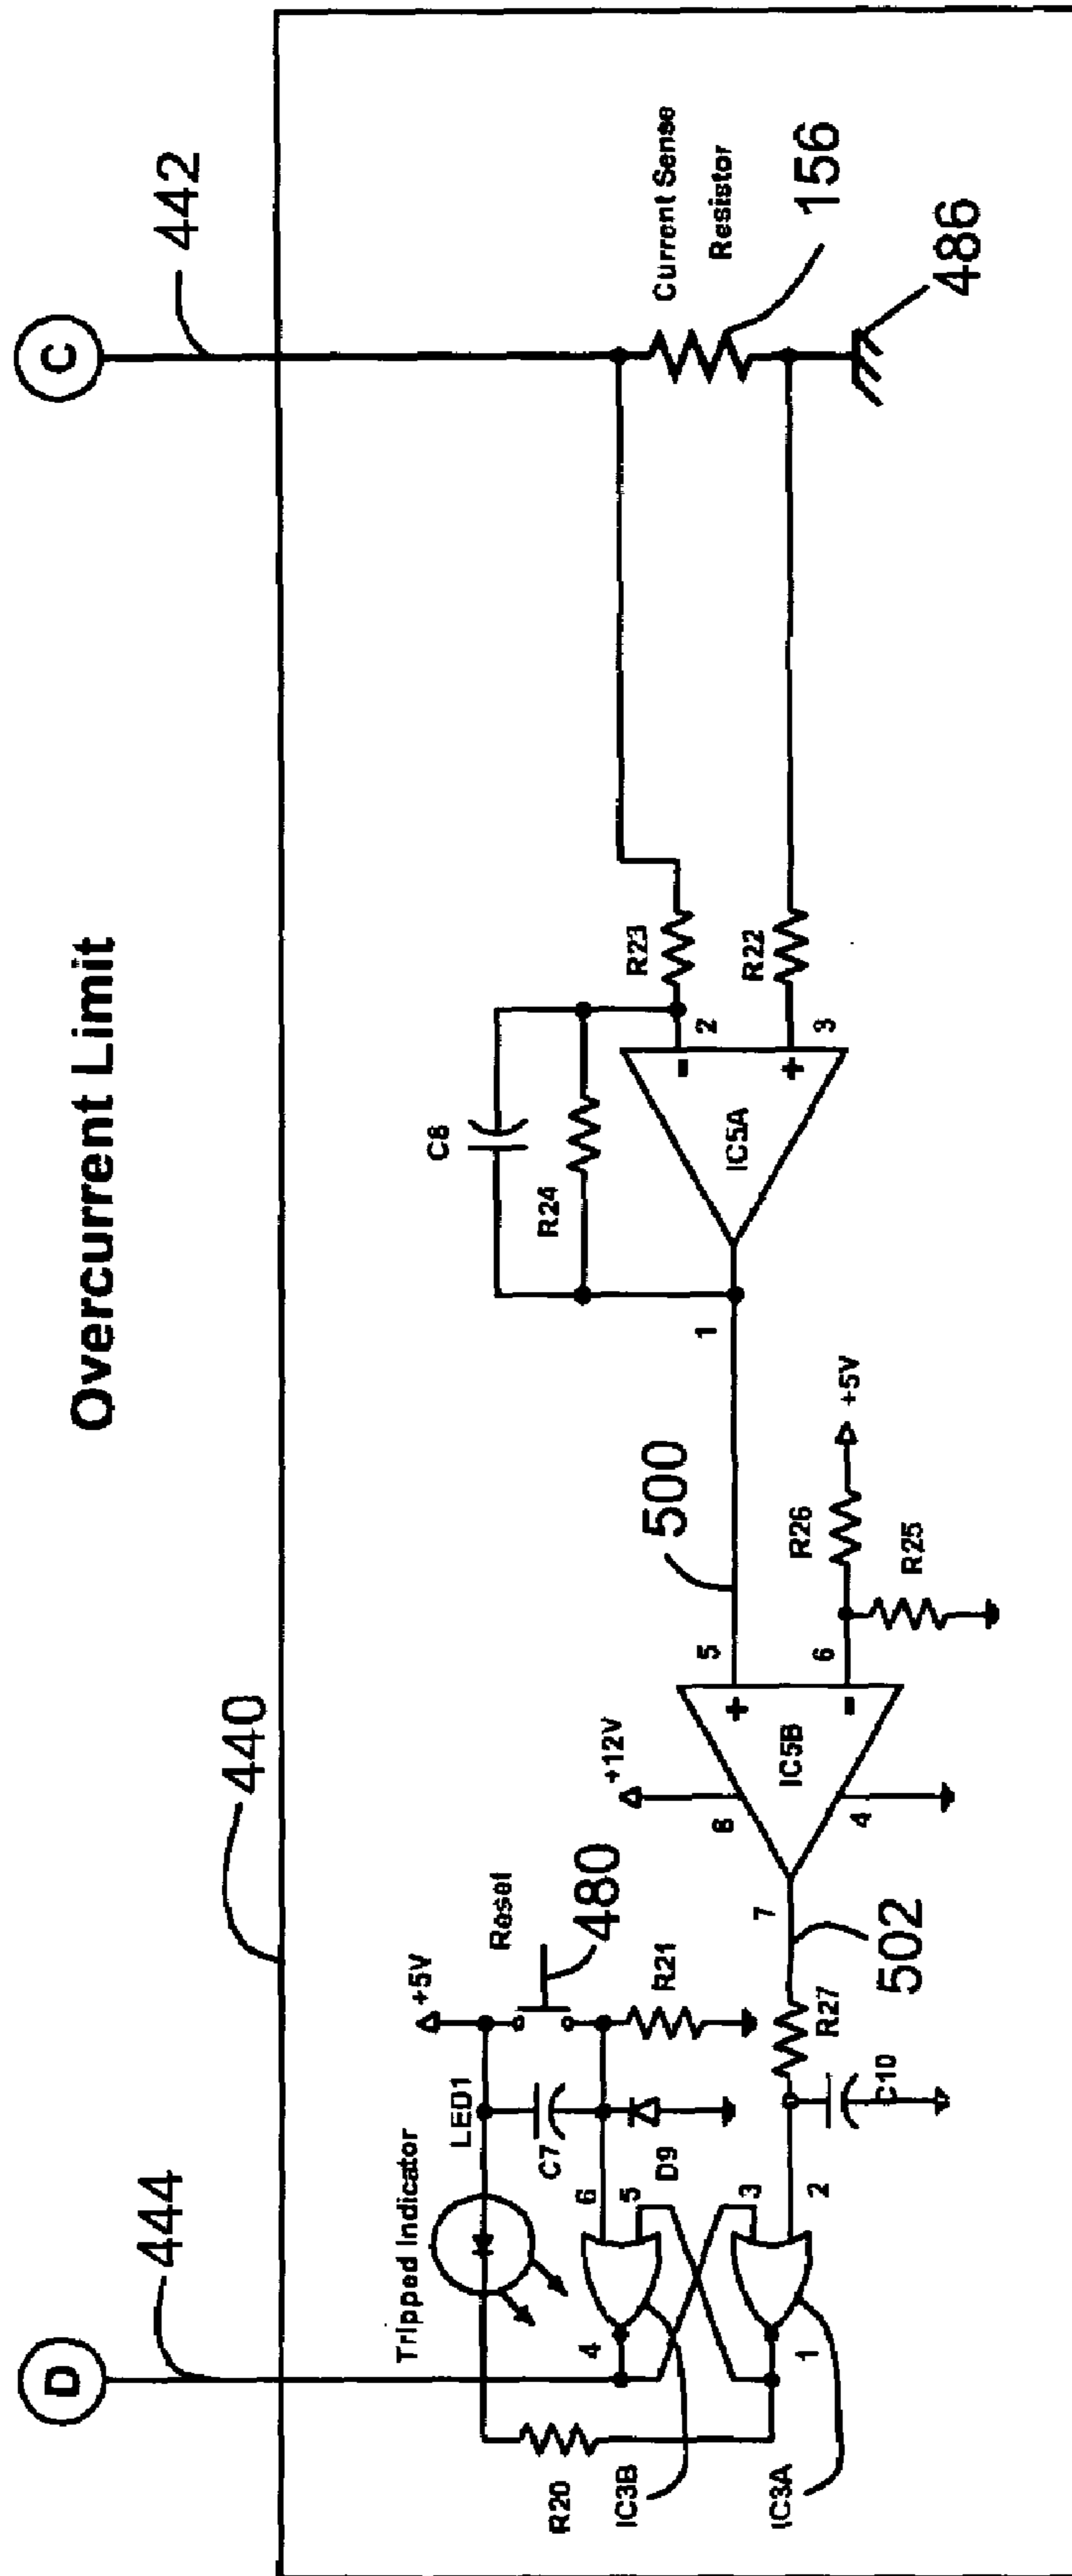 Overcurrent Limit
D
444
440
442
C
Tripped Indicator
LED1
+5V
Reset
480
R20
C7
R21
6
5
D9
4
IC3B
3
2
1
IC3A
C10
R27
502
7
+12V
8
IC5B
4
5
6
+
-
500
R26
+5V
R25
1
C8
R24
IC5A
2
3
-
+
R23
R22
Current Sense
Resistor
156
486